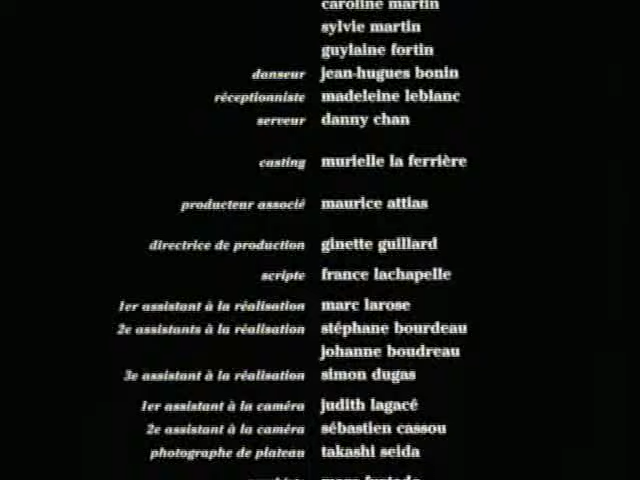 caroline martin
sylvie martin
guylaine fortin
danseur jean-hugues bonin
réceptionniste madeleine leblanc
serveur danny chan
casting murielle la ferrière
producteur associé maurice attias
directrice de production ginette guillard
scripte france lachapelle
1er assistant à la réalisation marc larose
2e assistants à la réalisation stéphane bourdeau
johanne boudreau
3e assistant à la réalisation simon dugas
1er assistant à la caméra judith lagacé
2e assistant à la caméra sébastien cassou
photographe de plateau takashi seida